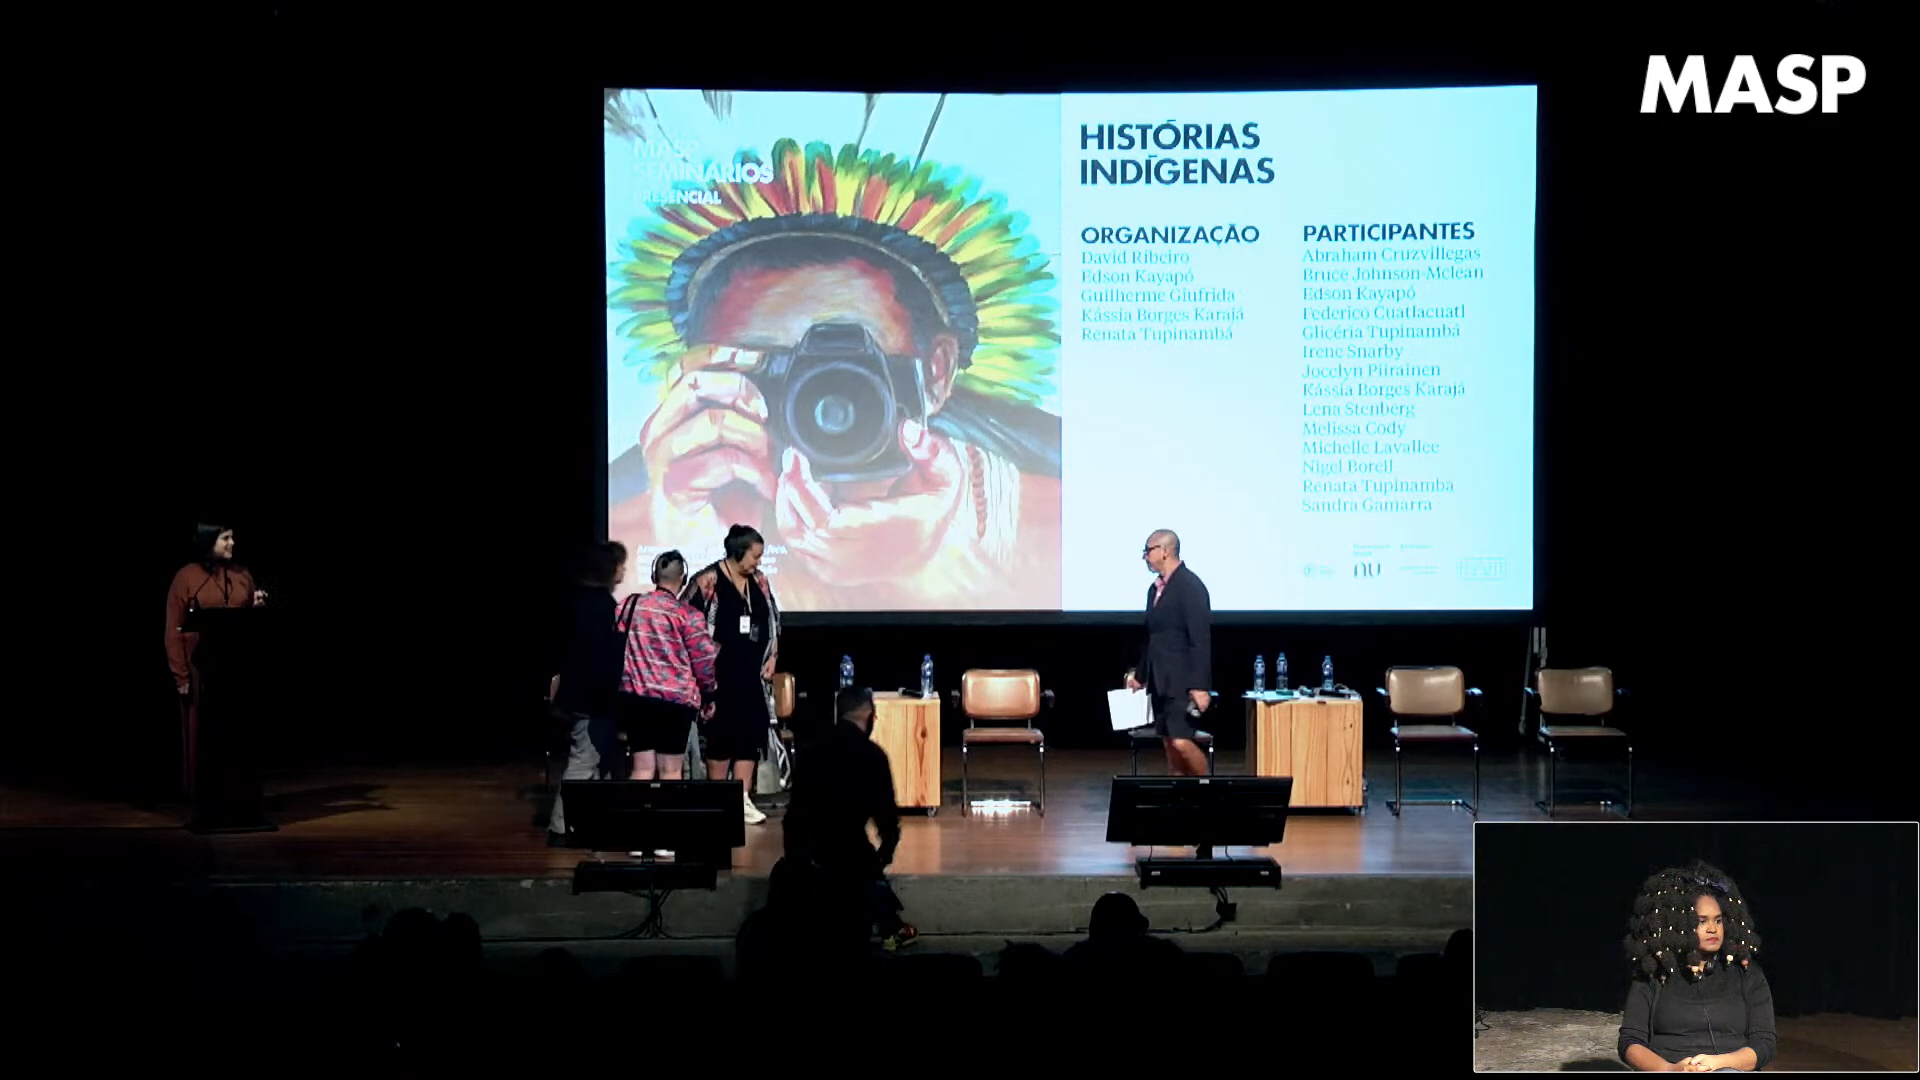 MASP
MASP
SEMINÁRIOS
PRESENCIAL
HISTÓRIAS
INDÍGENAS
ORGANIZAÇÃO
David Ribeiro
Edson Kayapó
Guilherme Giufrida
Kássia Borges Karajá
Renata Tupinambá
PARTICIPANTES
Abraham Cruzvillegas
Bruce Johnson-Mclean
Edson Kayapó
Federico Cuatlacuatl
Glicéria Tupinambá
Irene Snarby
Jocelyn Piirainen
Kássia Borges Karajá
Lena Stenberg
Melissa Cody
Michelle Lavallee
Nigel Borell
Renata Tupinambá
Sandra Gamarra
nu